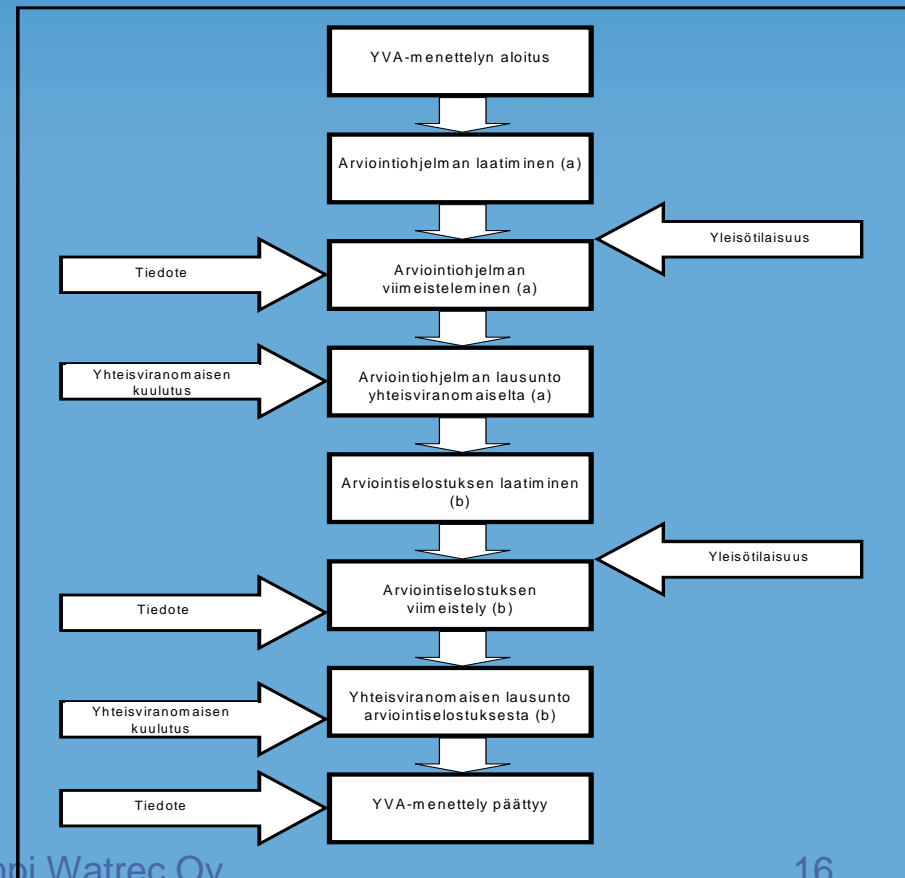 YVA-menettelyn aloitus
Arviointiohjelman laatiminen (a)
Yleisötilaisuus
Tiedote
Arviointiohjelman
viimeisteleminen (a)
Yhteisviranomaisen
kuulutus
Arviointiohjelman lausunto
yhteisviranomaiselta (a)
Arviointiselostuksen laatiminen
(b)
Yleisötilaisuus
Arviointiselostuksen
viimeistely (b)
Tiedote
Yhteisviranomaisen lausunto
arviointiselostuksesta (b)
Yhteisviranomaisen
kuulutus
Tiedote
YVA-menettely päättyy
Watrec Oy
16